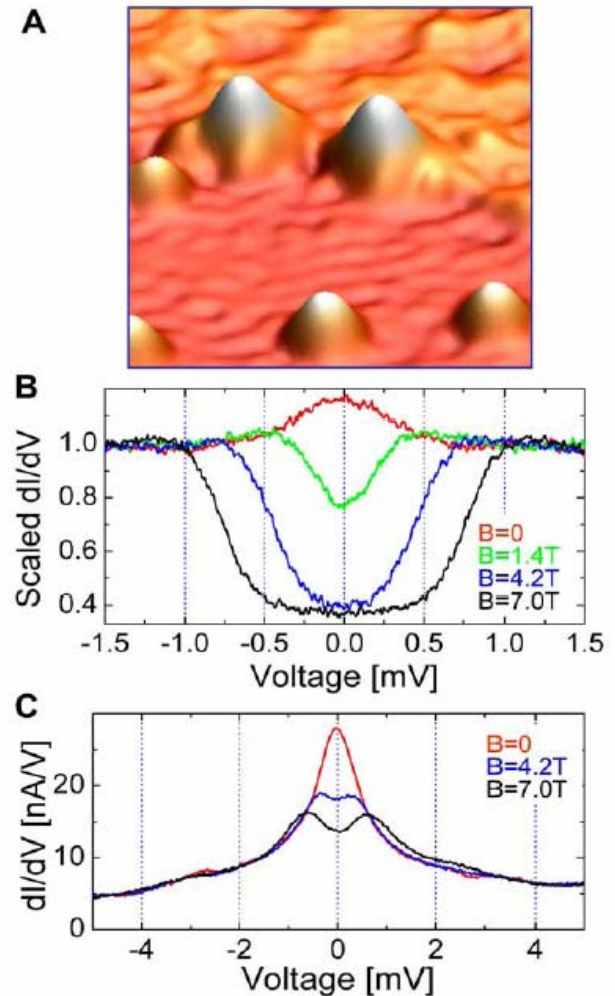 A
B
Scaled dI/dV
1.0
0.8
0.6
0.4
B=0
B=1.4T
B=4.2T
B=7.0T
-1.5 -1.0 -0.5 0.0 0.5 1.0 1.5
Voltage [mV]
C
dI/dV [nA/V]
20
10
0
B=0
B=4.2T
B=7.0T
-4 -2 0 2 4
Voltage [mV]